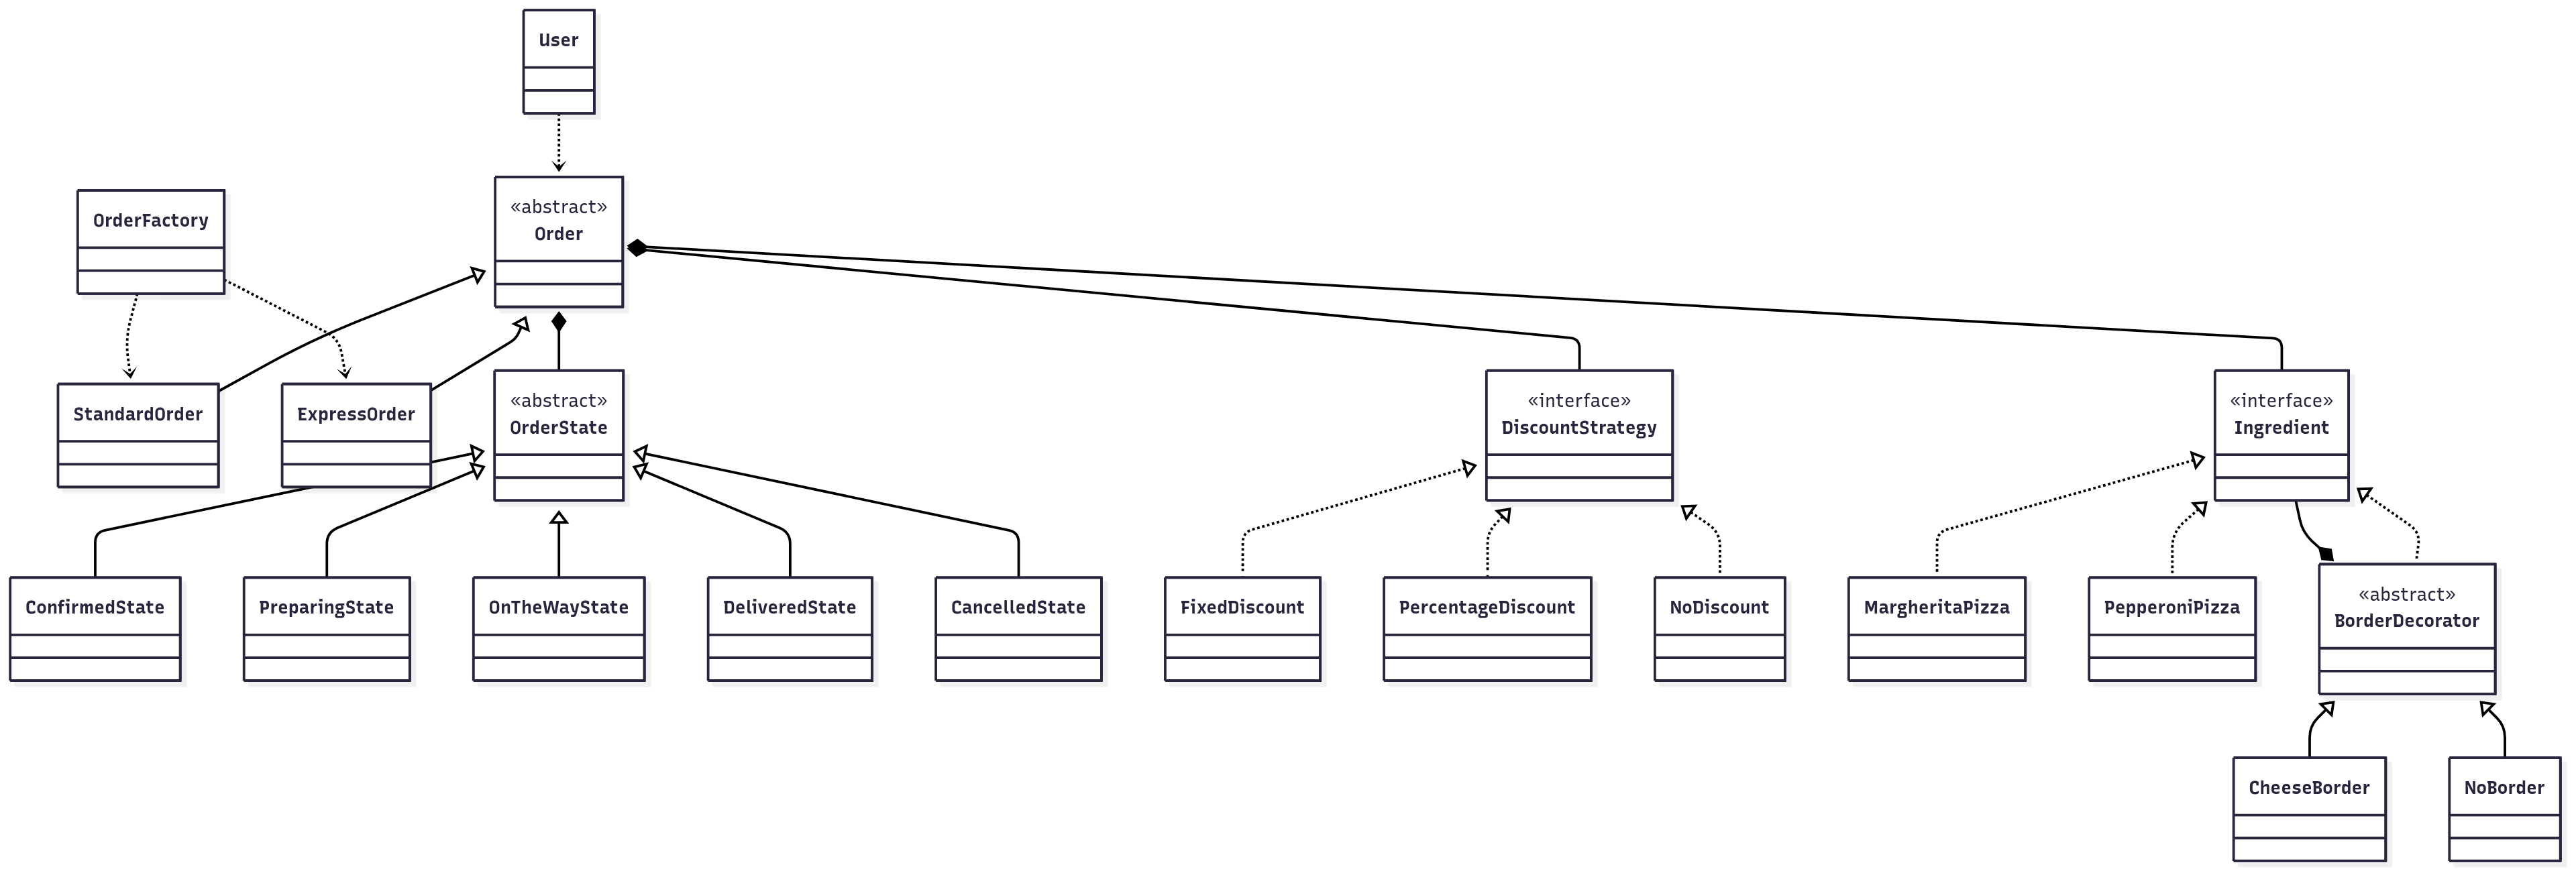 User
OrderFactory
«abstract»
Order
StandardOrder
ExpressOrder
«abstract»
OrderState
«interface»
DiscountStrategy
«interface»
Ingredient
ConfirmedState
PreparingState
OnTheWayState
DeliveredState
CancelledState
FixedDiscount
PercentageDiscount
NoDiscount
MargheritaPizza
PepperoniPizza
«abstract»
BorderDecorator
CheeseBorder
NoBorder